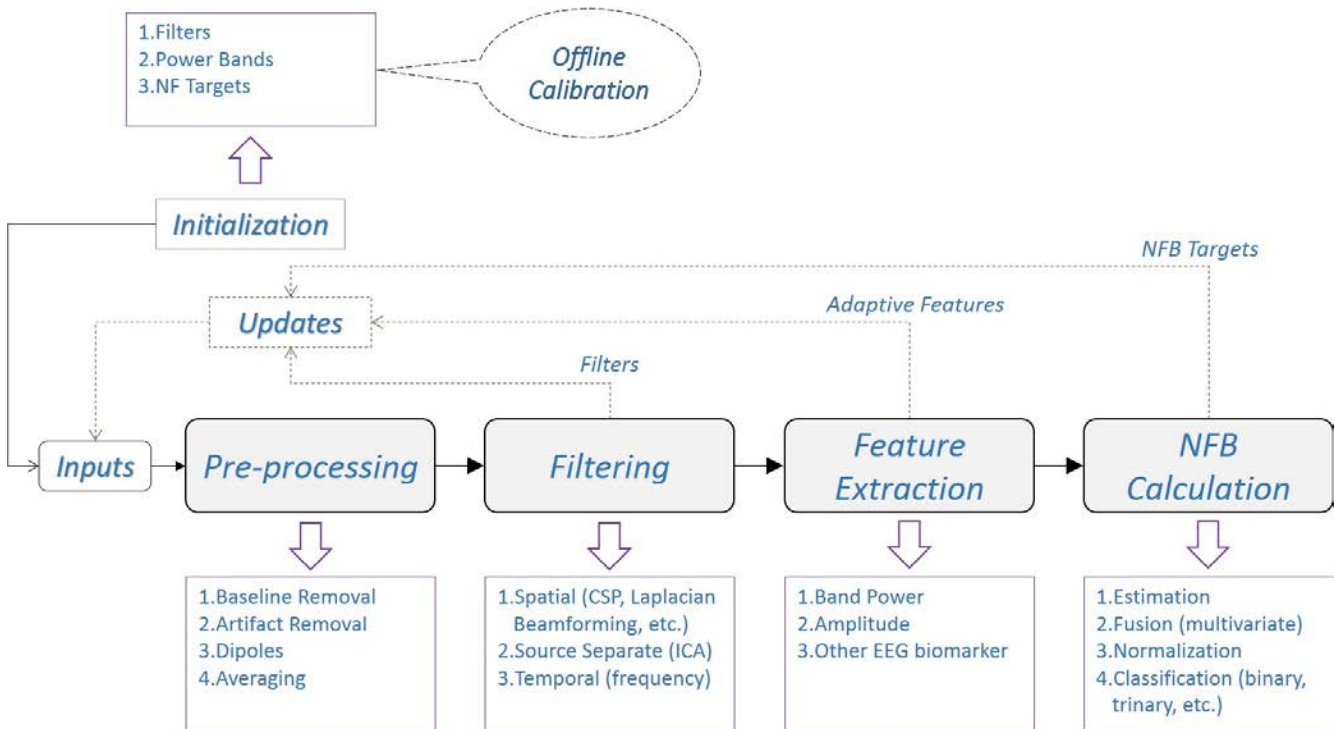 1.Filters
2.Power Bands
3.NF Targets
Offline
Calibration
Initialization
NFB Targets
Updates
Adaptive Features
Filters
Inputs
Pre-processing
Filtering
Feature
Extraction
NFB
Calculation
1.Baseline Removal
2.Artifact Removal
3.Dipoles
4.Averaging
1.Spatial (CSP, Laplacian
Beamforming, etc.)
2.Source Separate (ICA)
3.Temporal (frequency)
1.Band Power
2.Amplitude
3.Other EEG biomarker
1.Estimation
2.Fusion (multivariate)
3.Normalization
4.Classification (binary,
trinary, etc.)